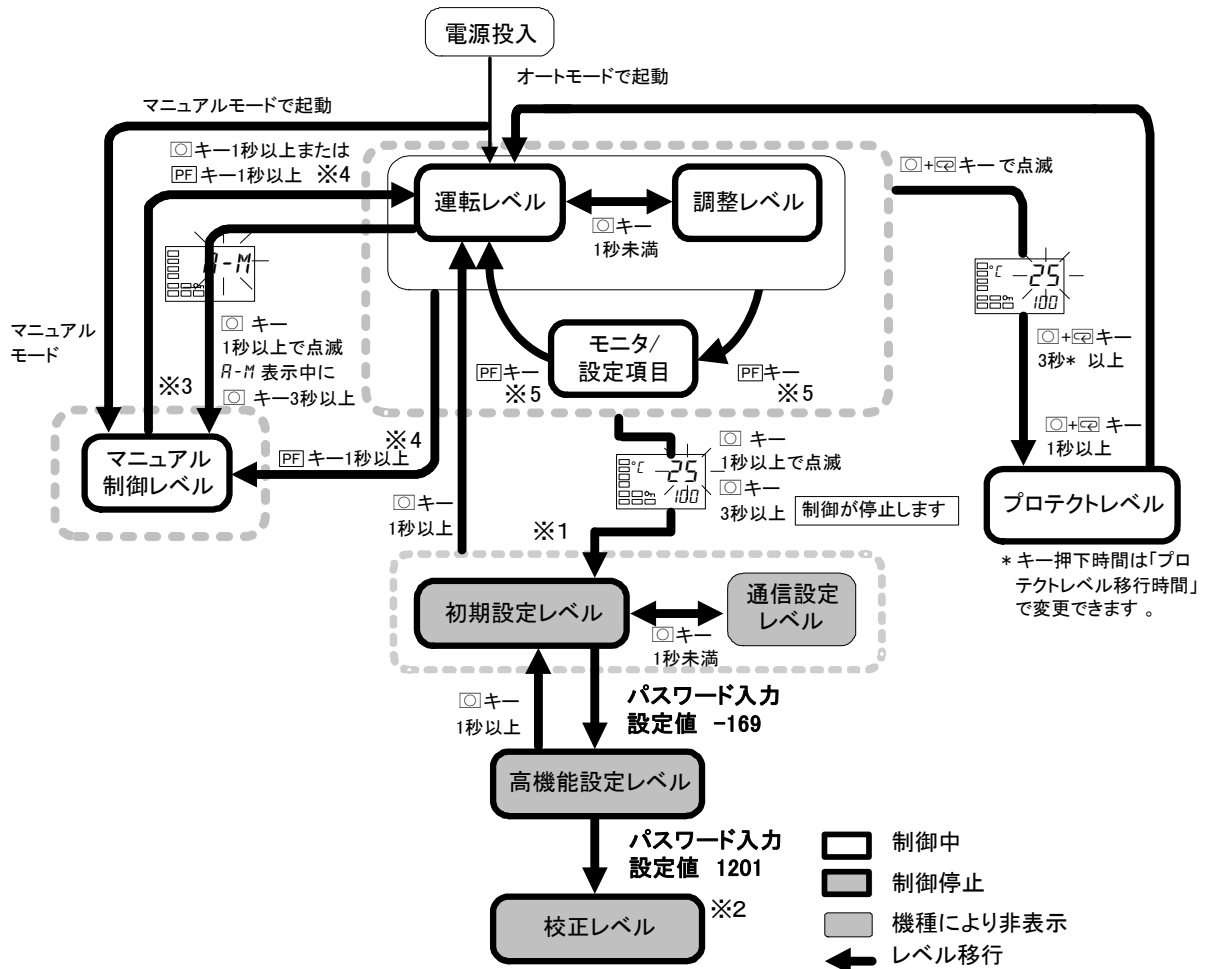 電源投入
オートモードで起動
マニュアルモードで起動
○キー1秒以上または
PFキー1秒以上 ※4
運転レベル
調整レベル
○キー
1秒未満
○+キーで点滅
A-M
°C 25
100
○+キー
3秒* 以上
○+キー
1秒以上
マニュアル
モード
※3
○ キー
1秒以上で点滅
A-M 表示中に
○ キー3秒以上
モニタ/
設定項目
PFキー
※5
PFキー
※5
マニュアル
制御レベル
※4
PFキー1秒以上
プロテクトレベル
* キー押下時間は「プロ
テクトレベル移行時間」
で変更できます 。
°C 25
100
○ キー
1秒以上で点滅
○ キー
3秒以上
制御が停止します
○キー
1秒以上
※1
初期設定レベル
通信設定
レベル
○キー
1秒未満
○キー
1秒以上
パスワード入力
設定値 -169
高機能設定レベル
パスワード入力
設定値 1201
校正レベル
※2
制御中
制御停止
機種により非表示
レベル移行